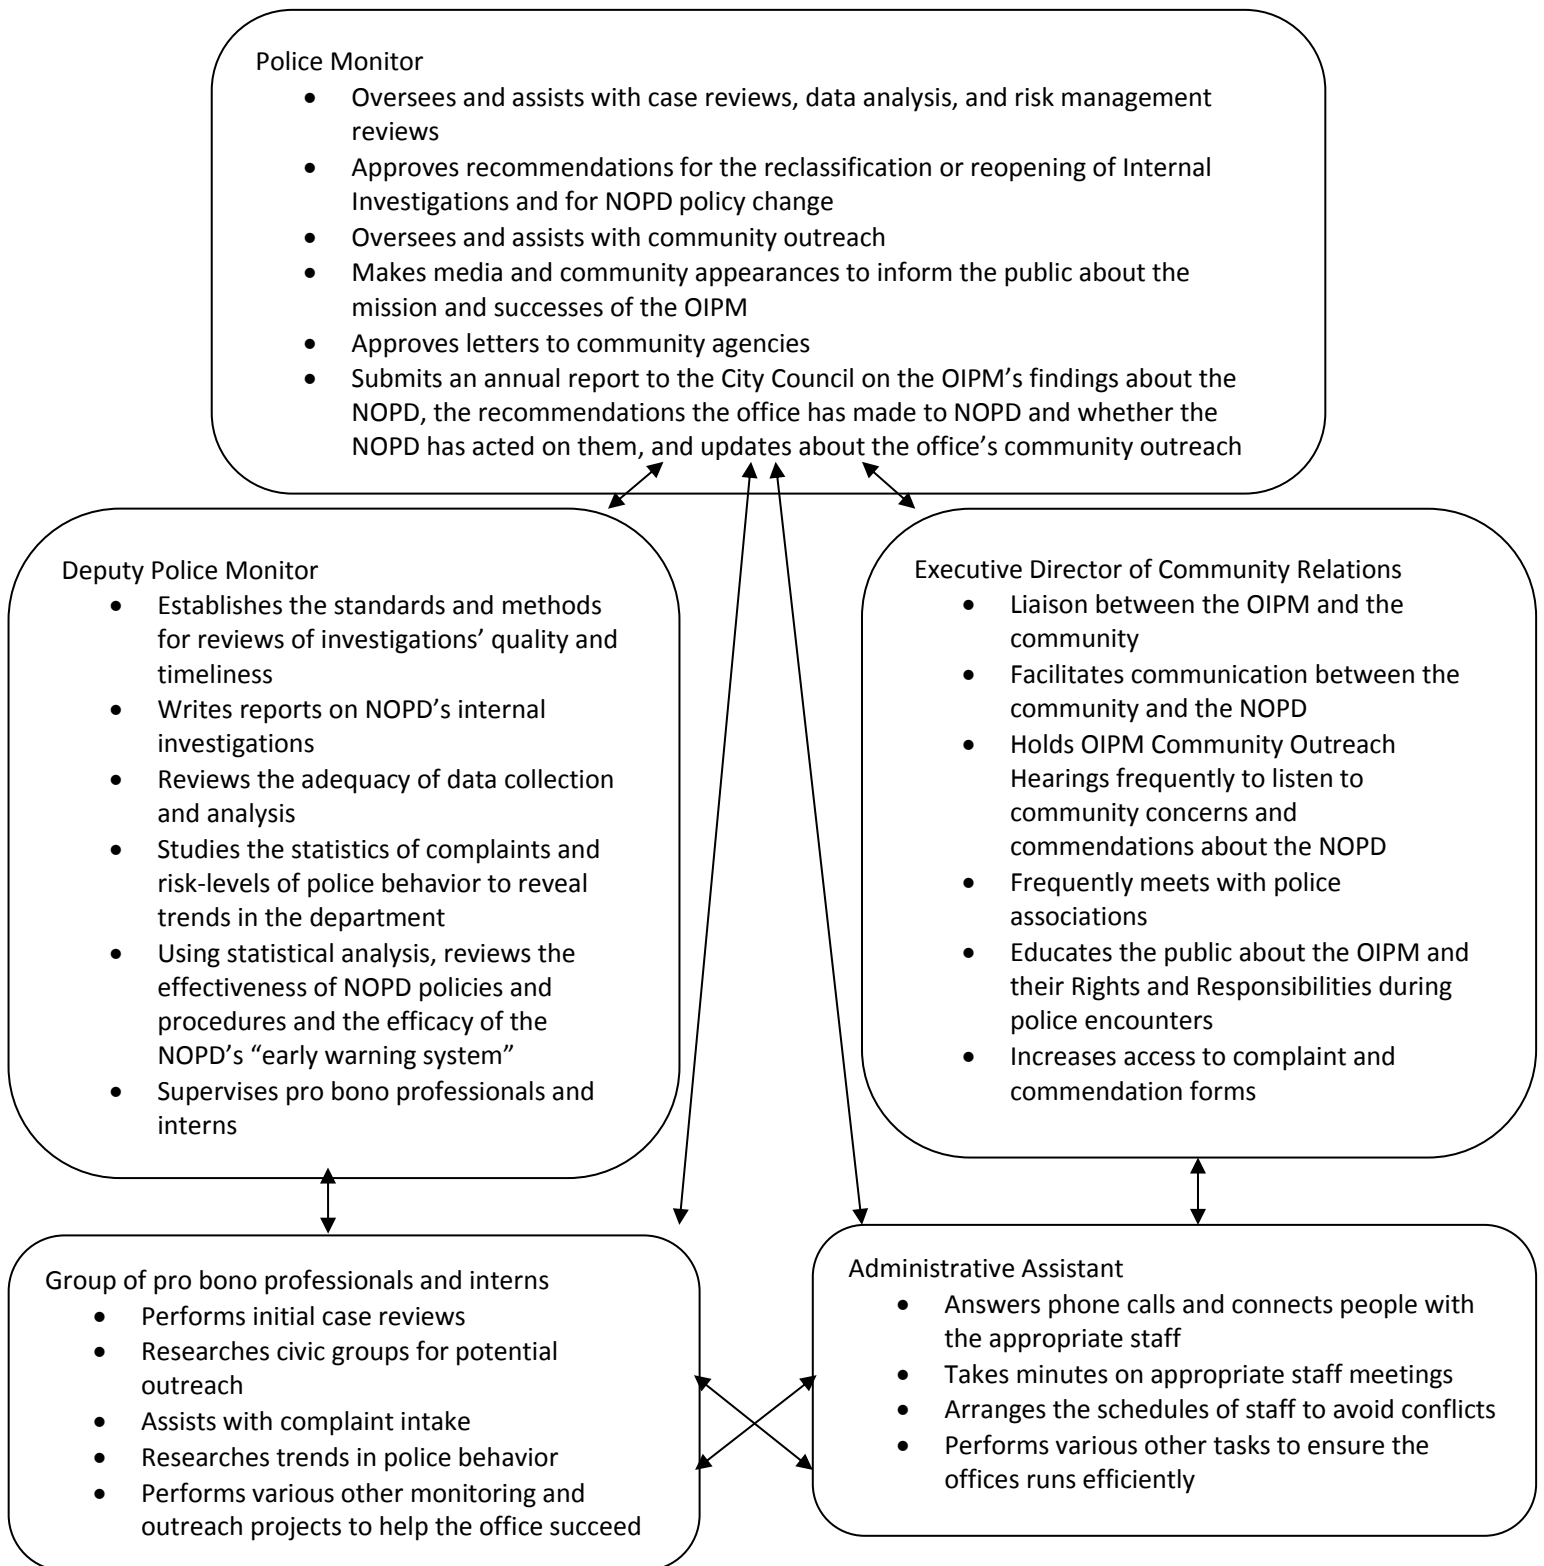 Police Monitor
• Oversees and assists with case reviews, data analysis, and risk management
reviews
• Approves recommendations for the reclassification or reopening of Internal
Investigations and for NOPD policy change
• Oversees and assists with community outreach
• Makes media and community appearances to inform the public about the
mission and successes of the OIPM
• Approves letters to community agencies
• Submits an annual report to the City Council on the OIPM’s findings about the
NOPD, the recommendations the office has made to NOPD and whether the
NOPD has acted on them, and updates about the office’s community outreach
Deputy Police Monitor
• Establishes the standards and methods
for reviews of investigations’ quality and
timeliness
• Writes reports on NOPD’s internal
investigations
• Reviews the adequacy of data collection
and analysis
• Studies the statistics of complaints and
risk-levels of police behavior to reveal
trends in the department
• Using statistical analysis, reviews the
effectiveness of NOPD policies and
procedures and the efficacy of the
NOPD’s “early warning system”
• Supervises pro bono professionals and
interns
Executive Director of Community Relations
• Liaison between the OIPM and the
community
• Facilitates communication between the
community and the NOPD
• Holds OIPM Community Outreach
Hearings frequently to listen to
community concerns and
commendations about the NOPD
• Frequently meets with police
associations
• Educates the public about the OIPM and
their Rights and Responsibilities during
police encounters
• Increases access to complaint and
commendation forms
Group of pro bono professionals and interns
• Performs initial case reviews
• Researches civic groups for potential
outreach
• Assists with complaint intake
• Researches trends in police behavior
• Performs various other monitoring and
outreach projects to help the office succeed
Administrative Assistant
• Answers phone calls and connects people with
the appropriate staff
• Takes minutes on appropriate staff meetings
• Arranges the schedules of staff to avoid conflicts
• Performs various other tasks to ensure the
offices runs efficiently